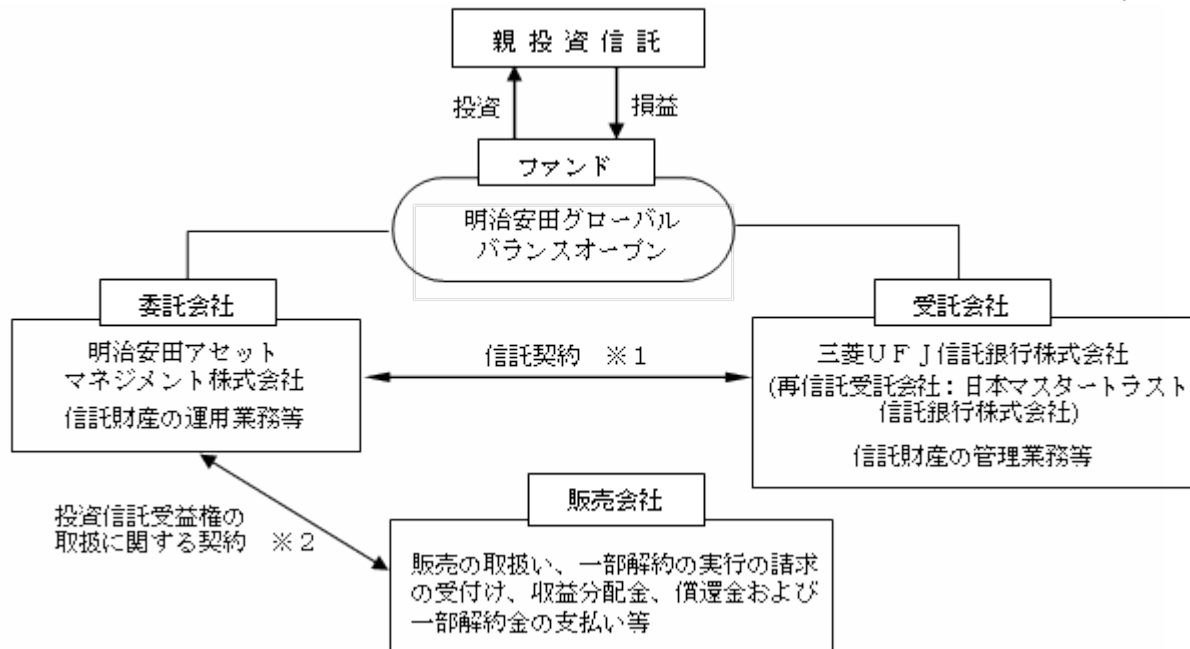 親投資信託
投資
損益
ファンド
明治安田グローバル
バランスオープン
委託会社
明治安田アセット
マネジメント株式会社
信託財産の運用業務等
信託契約 ※1
受託会社
三菱UFJ信託銀行株式会社
(再信託受託会社:日本マスタートラスト
信託銀行株式会社)
信託財産の管理業務等
投資信託受益権の
取扱に関する契約 ※2
販売会社
販売の取扱い、一部解約の実行の請求
の受付け、収益分配金、償還金および
一部解約金の支払い等